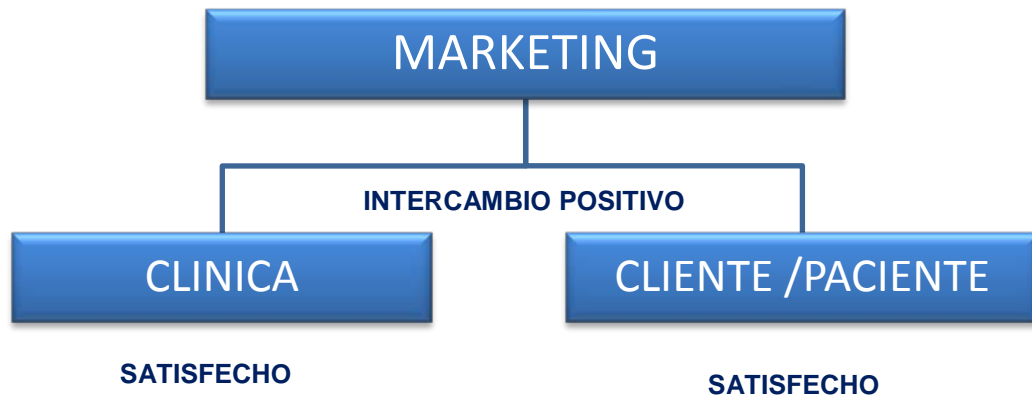 MARKETING
INTERCAMBIO POSITIVO
CLINICA
CLIENTE /PACIENTE
SATISFECHO
SATISFECHO